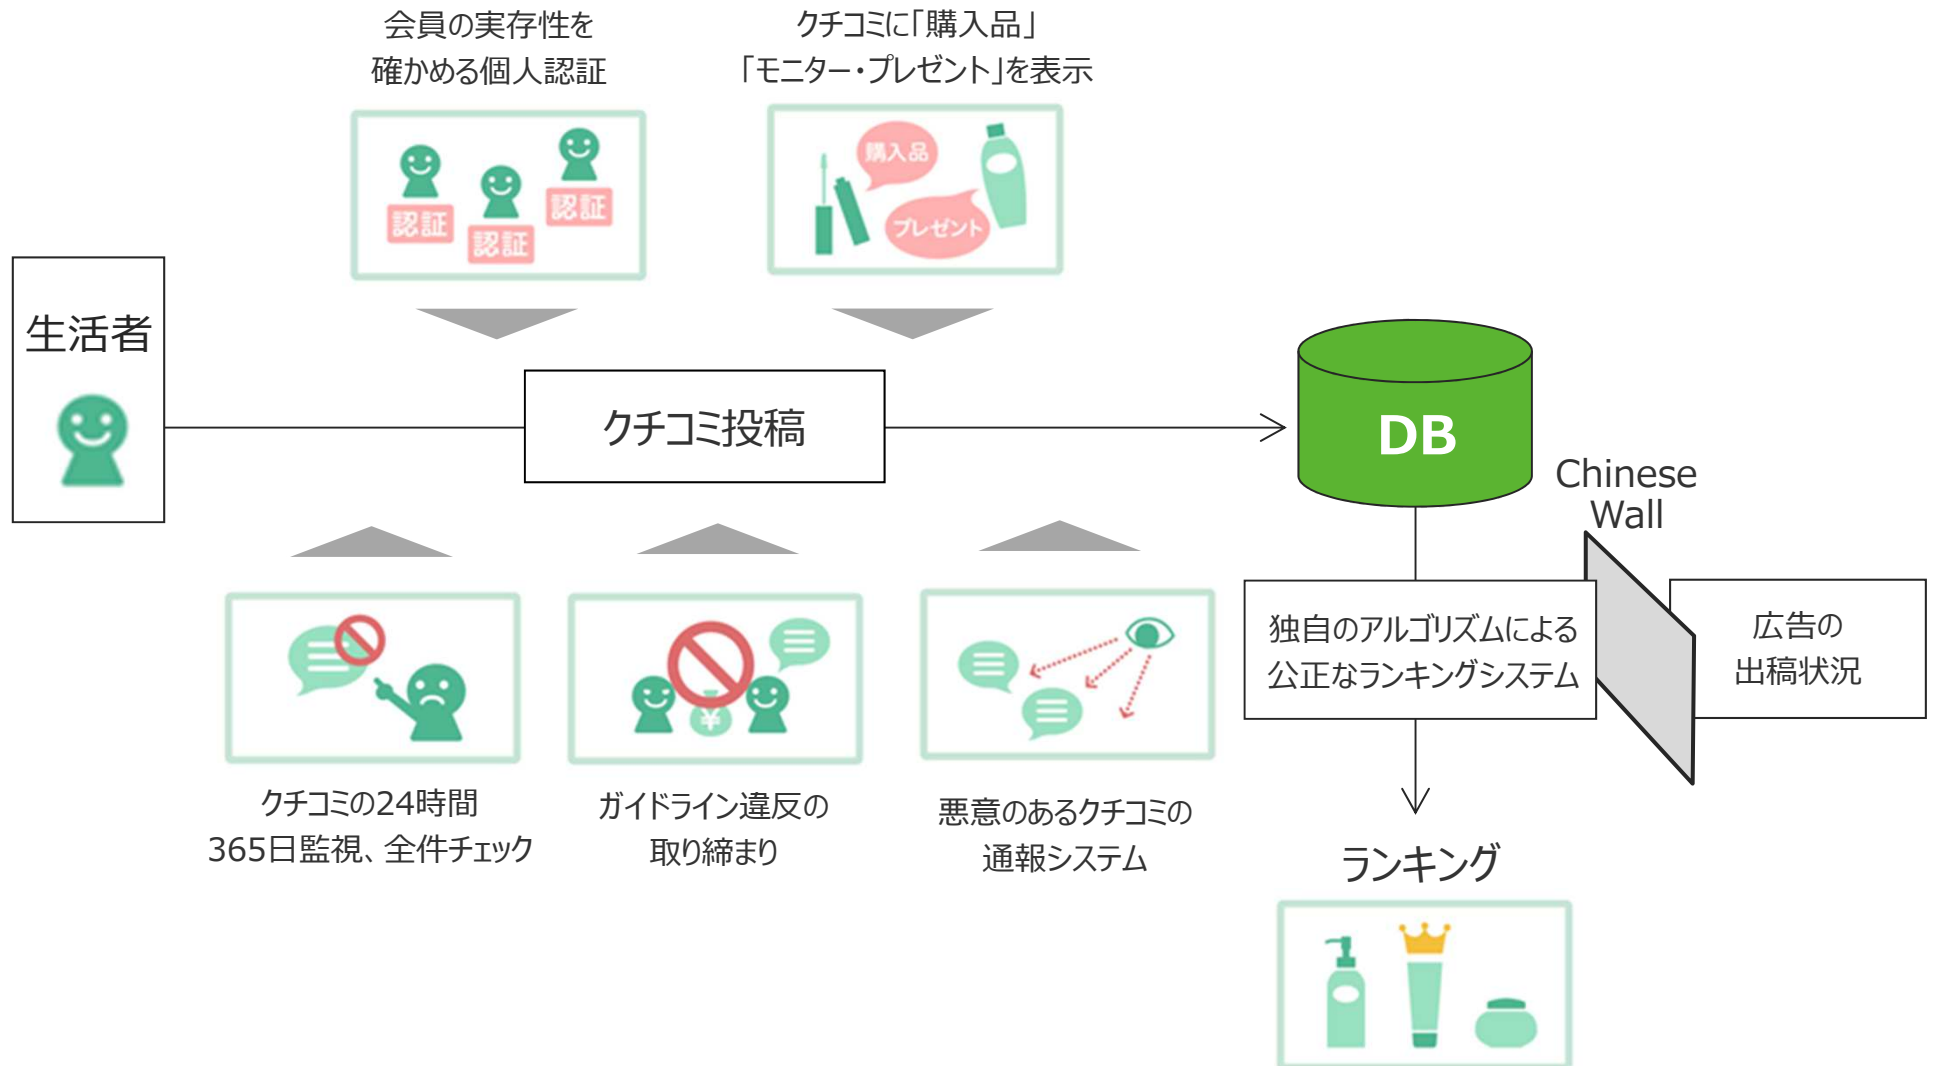 会員の実存性を
確かめる個人認証
クチコミに「購入品」
「モニター・プレゼント」を表示
認証
認証
認証
購入品
プレゼント
生活者
クチコミ投稿
DB
Chinese
Wall
独自のアルゴリズムによる
公正なランキングシステム
広告の
出稿状況
¥
クチコミの24時間
365日監視、全件チェック
ガイドライン違反の
取り締まり
悪意のあるクチコミの
通報システム
ランキング